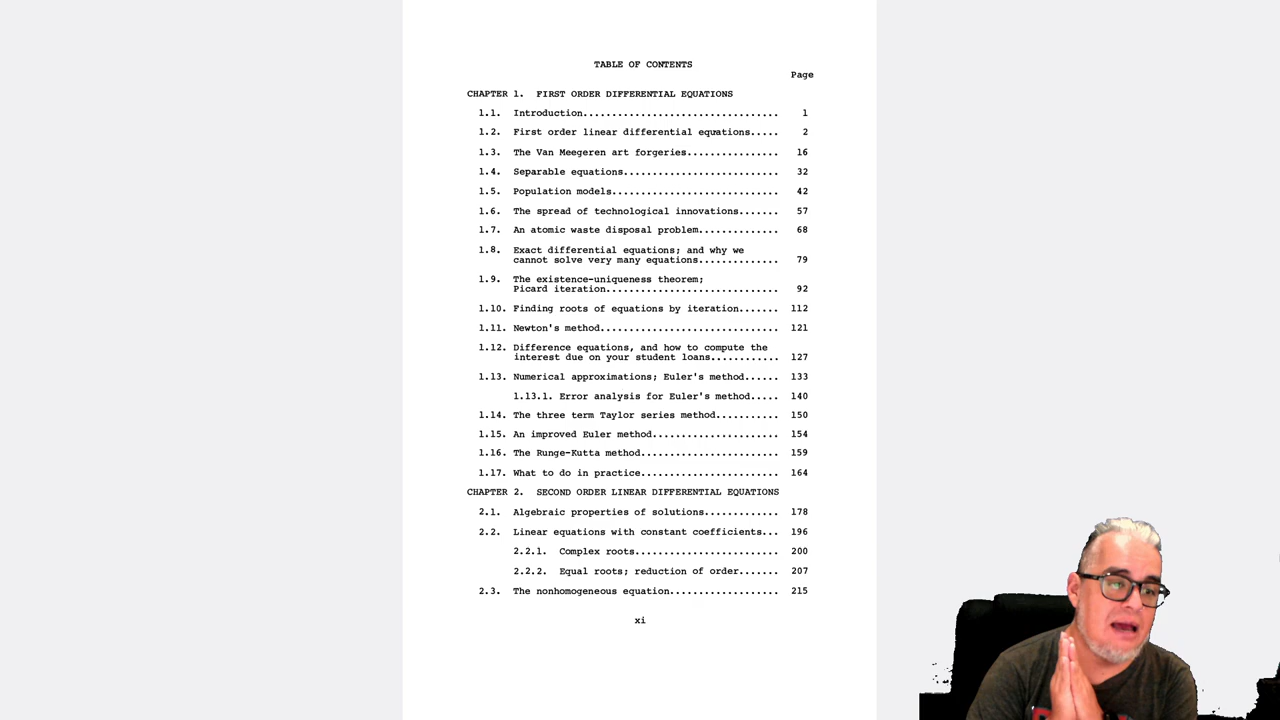 TABLE OF CONTENTS
Page
CHAPTER 1. FIRST ORDER DIFFERENTIAL EQUATIONS
1.1. Introduction.................................. 1
1.2. First order linear differential equations..... 2
1.3. The Van Meegeren art forgeries................ 16
1.4. Separable equations........................... 32
1.5. Population models............................. 42
1.6. The spread of technological innovations....... 57
1.7. An atomic waste disposal problem.............. 68
1.8. Exact differential equations; and why we
cannot solve very many equations.............. 79
1.9. The existence-uniqueness theorem;
Picard iteration.............................. 92
1.10. Finding roots of equations by iteration....... 112
1.11. Newton's method............................... 121
1.12. Difference equations, and how to compute the
interest due on your student loans............ 127
1.13. Numerical approximations; Euler's method...... 133
1.13.1. Error analysis for Euler's method..... 140
1.14. The three term Taylor series method........... 150
1.15. An improved Euler method...................... 154
1.16. The Runge-Kutta method........................ 159
1.17. What to do in practice........................ 164
CHAPTER 2. SECOND ORDER LINEAR DIFFERENTIAL EQUATIONS
2.1. Algebraic properties of solutions............. 178
2.2. Linear equations with constant coefficients... 196
2.2.1. Complex roots......................... 200
2.2.2. Equal roots; reduction of order....... 207
2.3. The nonhomogeneous equation................... 215
xi